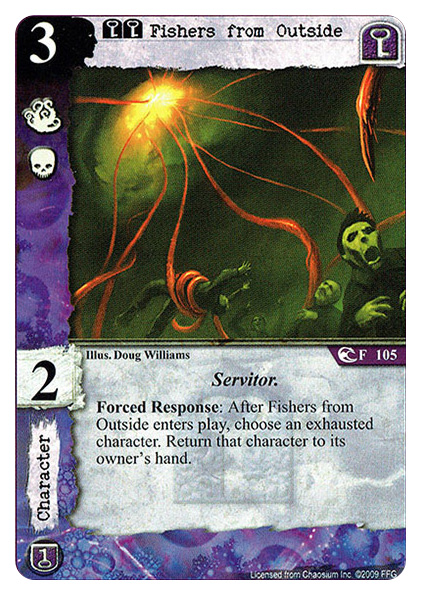 3
Fishers from Outside
Illus. Doug Williams
F 105
2
Servitor.
Forced Response: After Fishers from
Outside enters play, choose an exhausted
character. Return that character to its
owner's hand.
Character
Licensed from Chaosium Inc. ©2009 FFG